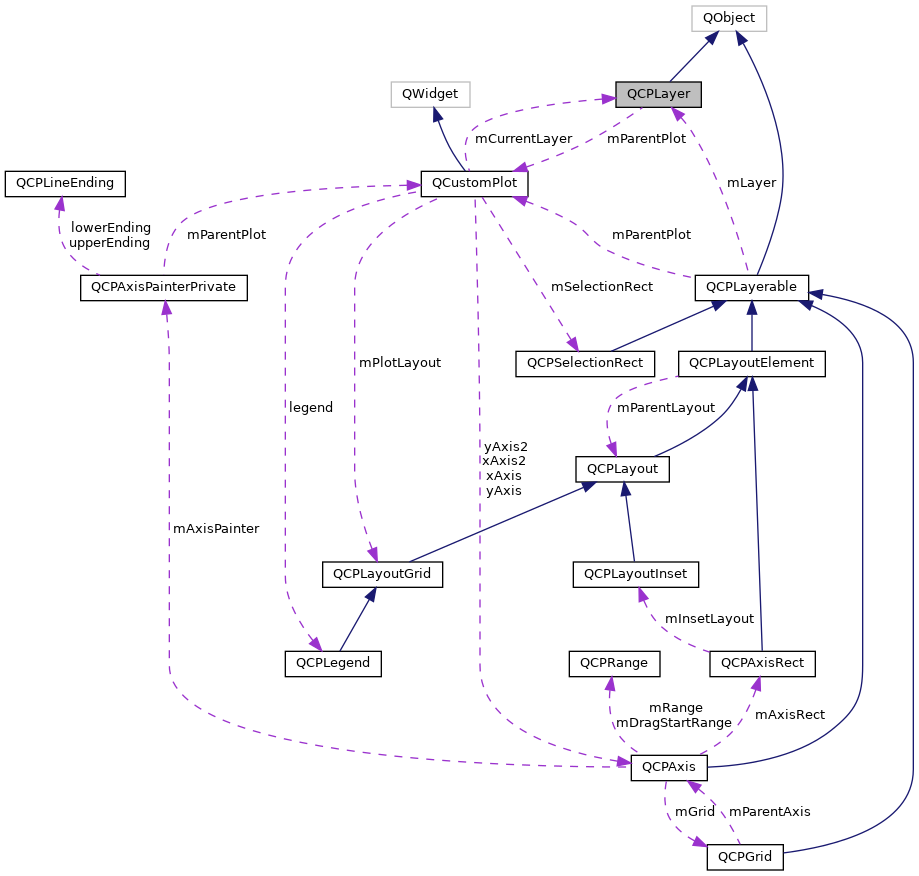 QObject
QWidget
QCPLayer
mCurrentLayer
mParentPlot
QCPLineEnding
QCustomPlot
mLayer
lowerEnding
upperEnding
mParentPlot
mParentPlot
QCPAxisPainterPrivate
mSelectionRect
QCPLayerable
mPlotLayout
QCPSelectionRect
QCPLayoutElement
legend
mParentLayout
yAxis2
xAxis2
xAxis
yAxis
QCPLayout
mAxisPainter
QCPLayoutGrid
QCPLayoutInset
mInsetLayout
QCPLegend
QCPRange
QCPAxisRect
mRange
mDragStartRange
mAxisRect
QCPAxis
mGrid
mParentAxis
QCPGrid